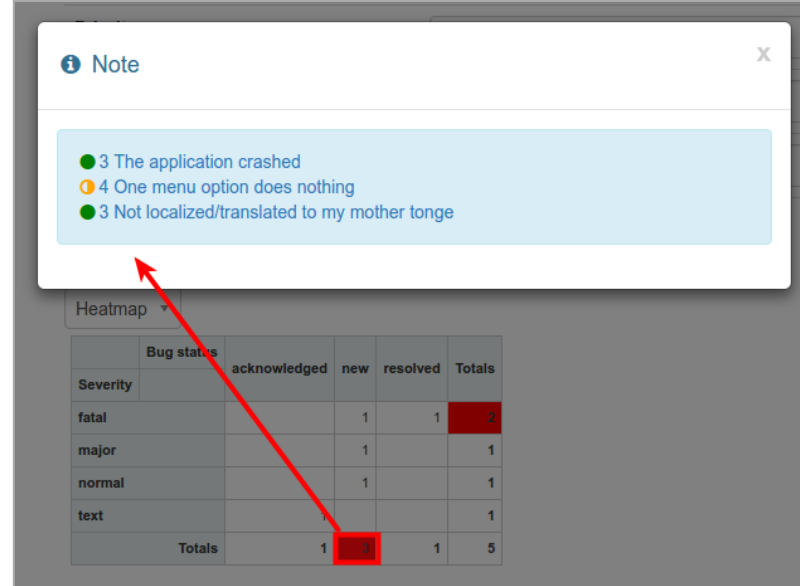 Note
x
3 The application crashed
4 One menu option does nothing
3 Not localized/translated to my mother tonge
Heatmap
Bug status
acknowledged new resolved Totals
Severity
fatal 1 1 2
major 1 1
normal 1 1
text 1 1
Totals 1 3 1 5